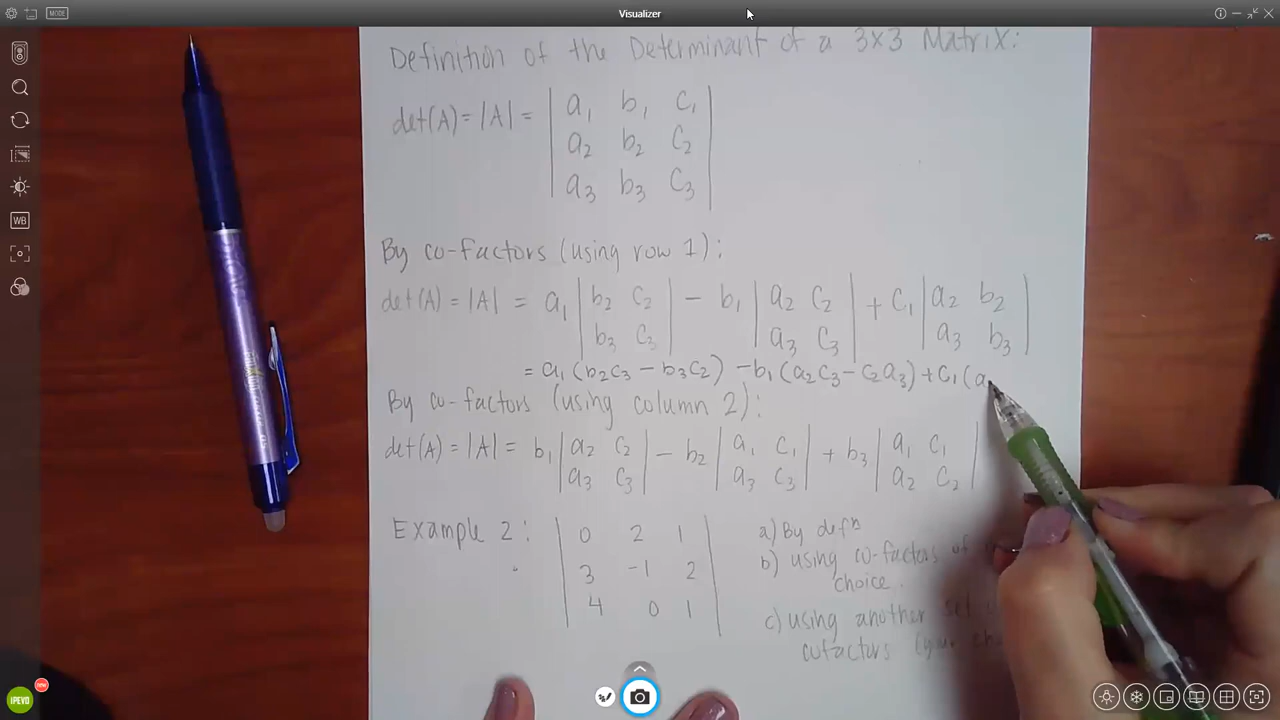 MODE
Visualizer
Definition of the Determinant of a 3x3 Matrix:
det(A) = |A| = | a₁ b₁ c₁ |
| a₂ b₂ c₂ |
| a₃ b₃ c₃ |
By co-factors (using row 1):
det(A) = |A| = a₁ | b₂ c₂ | - b₁ | a₂ c₂ | + c₁ | a₂ b₂ |
| b₃ c₃ | | a₃ c₃ | | a₃ b₃ |
= a₁(b₂c₃ - b₃c₂) - b₁(a₂c₃ - c₂a₃) + c₁(a
By co-factors (using column 2):
det(A) = |A| = b₁ | a₂ c₂ | - b₂ | a₁ c₁ | + b₃ | a₁ c₁ |
| a₃ c₃ | | a₃ c₃ | | a₂ c₂ |
Example 2: | 0 2 1 |
| 3 -1 2 |
| 4 0 1 |
a) By defⁿ
b) using co-factors of
choice.
c) using another set
cofactors
WB
iPEVO
new